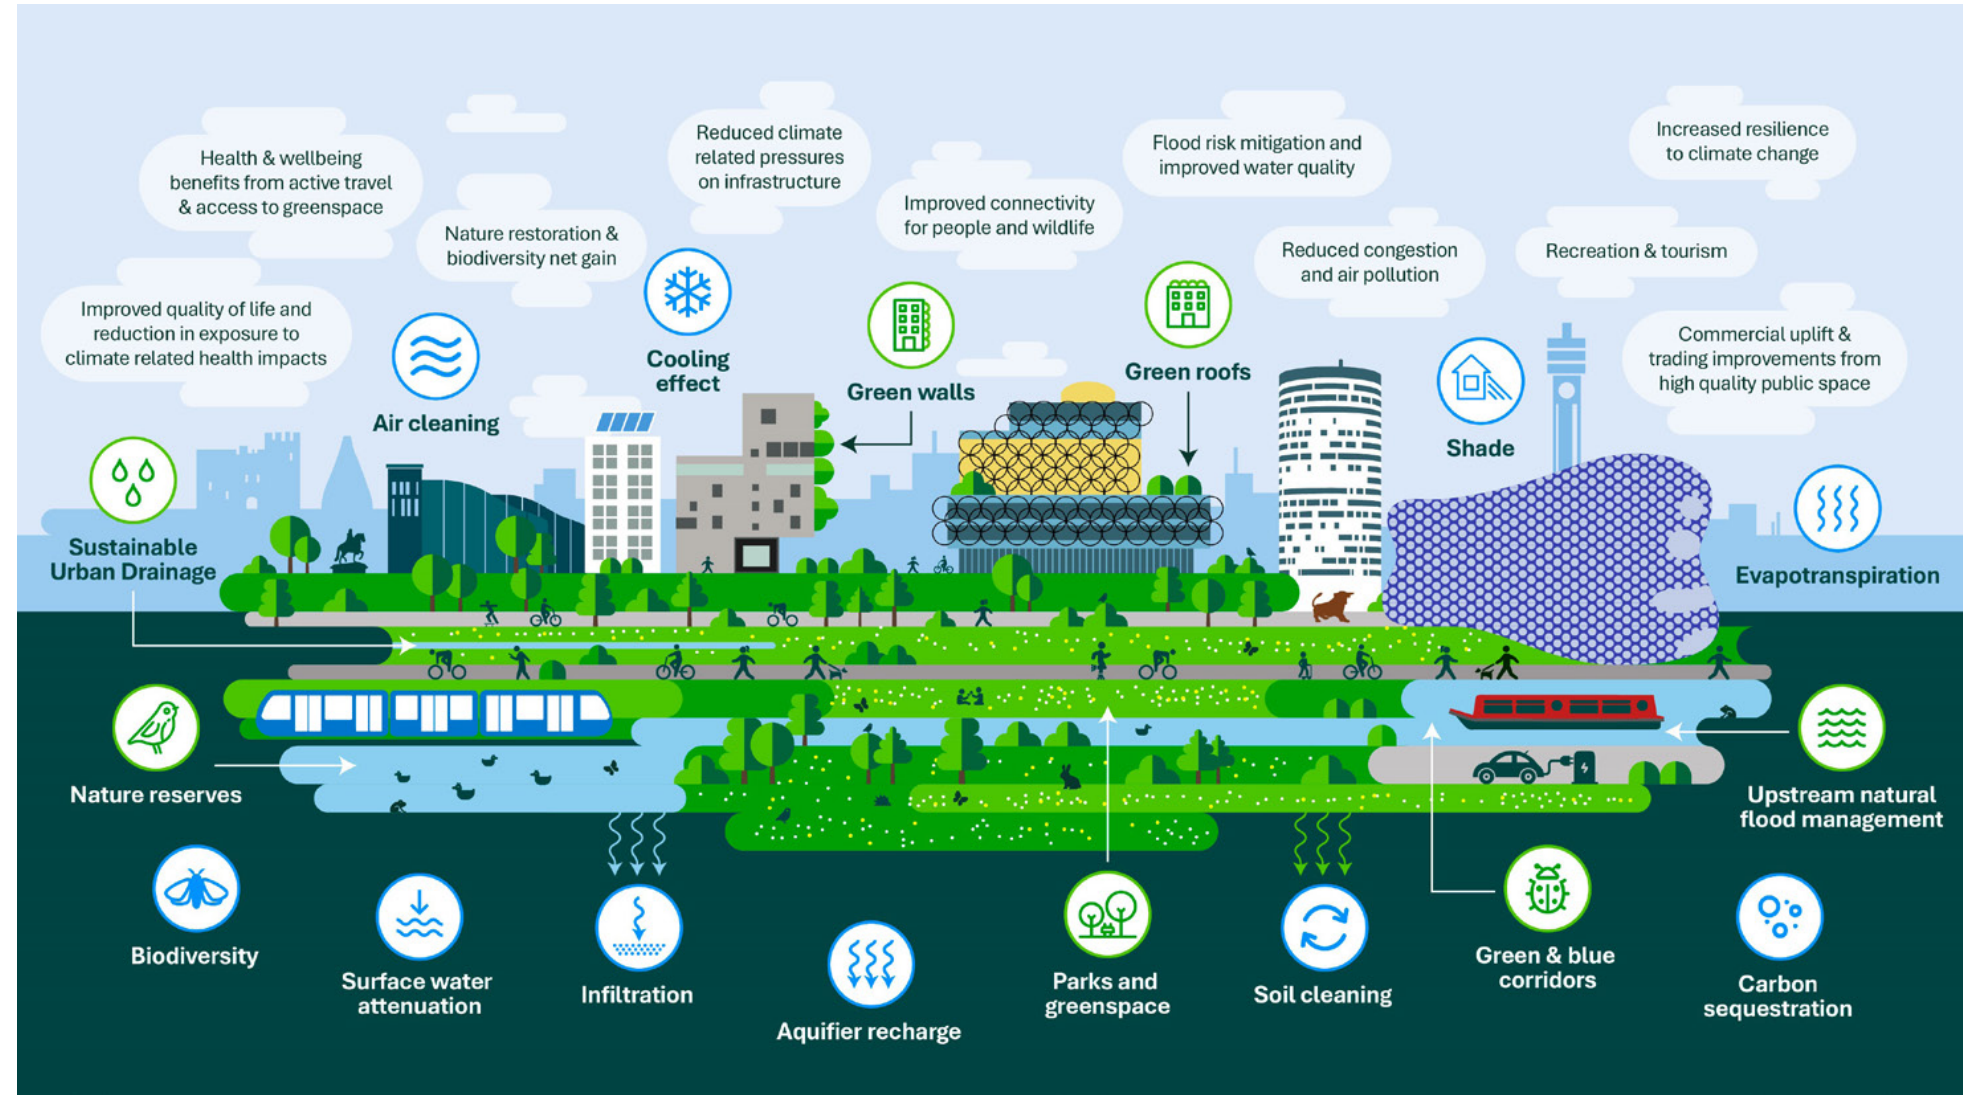 Health & wellbeing
benefits from active travel
& access to greenspace
Reduced climate
related pressures
on infrastructure
Flood risk mitigation and
improved water quality
Increased resilience
to climate change
Nature restoration &
biodiversity net gain
Improved connectivity
for people and wildlife
Reduced congestion
and air pollution
Recreation & tourism
Improved quality of life and
reduction in exposure to
climate related health impacts
Commercial uplift &
trading improvements from
high quality public space
Air cleaning
Cooling
effect
Green walls
Green roofs
Shade
Sustainable
Urban Drainage
Evapotranspiration
Nature reserves
Upstream natural
flood management
Biodiversity
Surface water
attenuation
Infiltration
Aquifier recharge
Parks and
greenspace
Soil cleaning
Green & blue
corridors
Carbon
sequestration